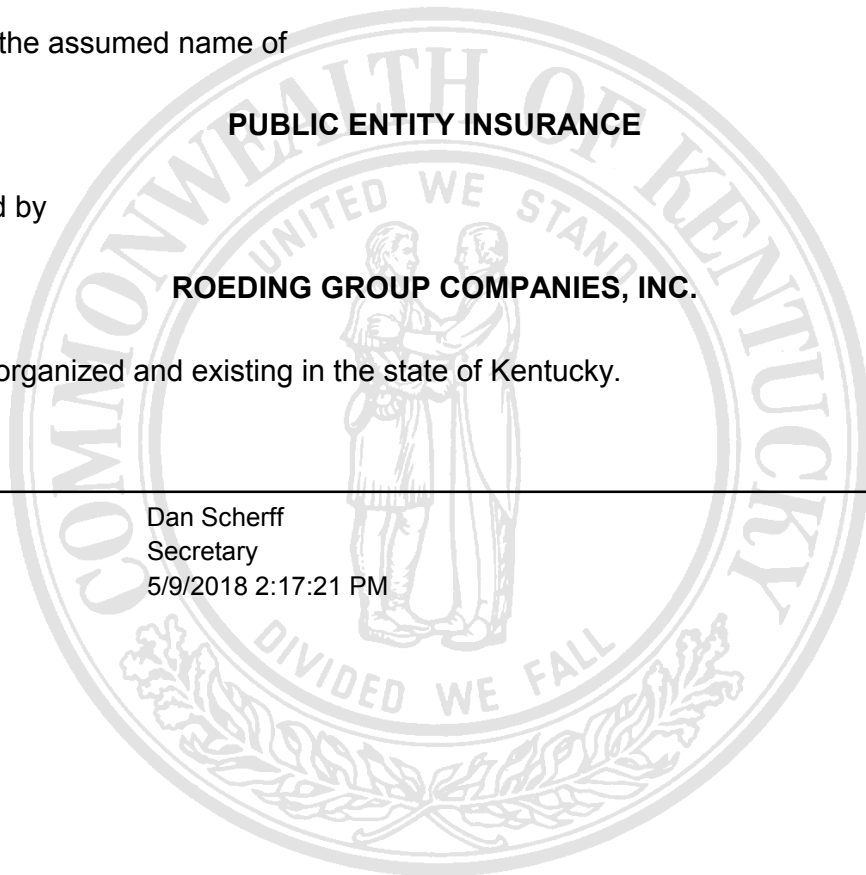 the assumed name of
PUBLIC ENTITY INSURANCE
d by
ROEDING GROUP COMPANIES, INC.
organized and existing in the state of Kentucky.
Dan Scherff
Secretary
5/9/2018 2:17:21 PM
COMMONWEALTH OF KENTUCKY
UNITED WE STAND
DIVIDED WE FALL